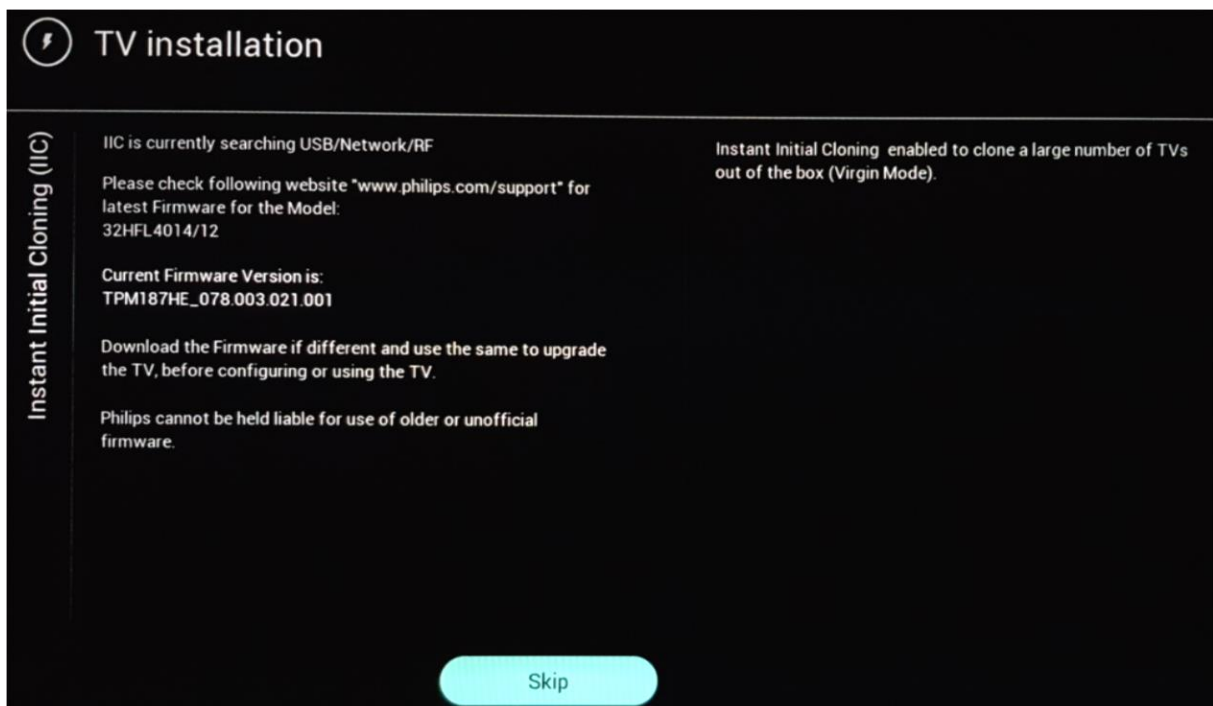 TV installation
Instant Initial Cloning (IIC)
IIC is currently searching USB/Network/RF
Please check following website "www.philips.com/support" for
latest Firmware for the Model:
32HFL4014/12
Current Firmware Version is:
TPM187HE_078.003.021.001
Download the Firmware if different and use the same to upgrade
the TV, before configuring or using the TV.
Philips cannot be held liable for use of older or unofficial
firmware.
Instant Initial Cloning enabled to clone a large number of TVs
out of the box (Virgin Mode).
Skip